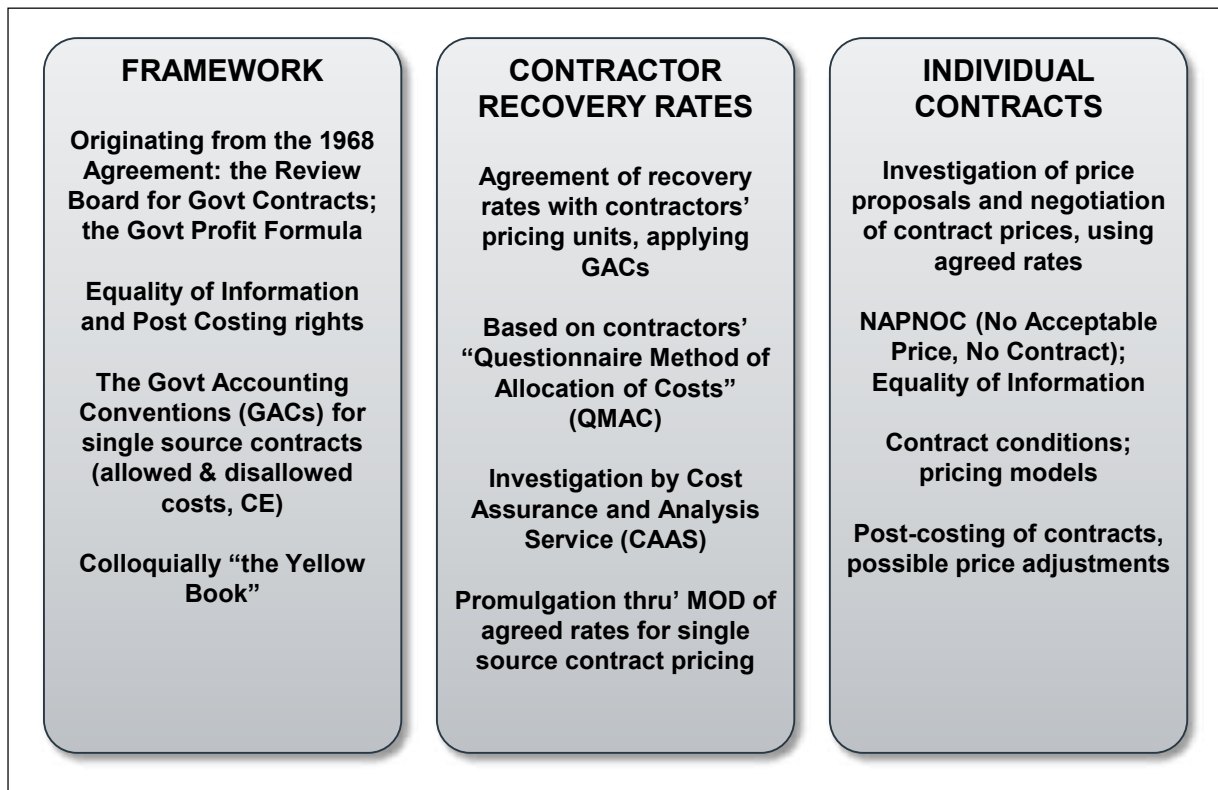 FRAMEWORK
Originating from the 1968
Agreement: the Review
Board for Govt Contracts;
the Govt Profit Formula
Equality of Information
and Post Costing rights
The Govt Accounting
Conventions (GACs) for
single source contracts
(allowed & disallowed
costs, CE)
Colloquially “the Yellow
Book”
CONTRACTOR
RECOVERY RATES
Agreement of recovery
rates with contractors’
pricing units, applying
GACs
Based on contractors’
“Questionnaire Method of
Allocation of Costs”
(QMAC)
Investigation by Cost
Assurance and Analysis
Service (CAAS)
Promulgation thru’ MOD of
agreed rates for single
source contract pricing
INDIVIDUAL
CONTRACTS
Investigation of price
proposals and negotiation
of contract prices, using
agreed rates
NAPNOC (No Acceptable
Price, No Contract);
Equality of Information
Contract conditions;
pricing models
Post-costing of contracts,
possible price adjustments